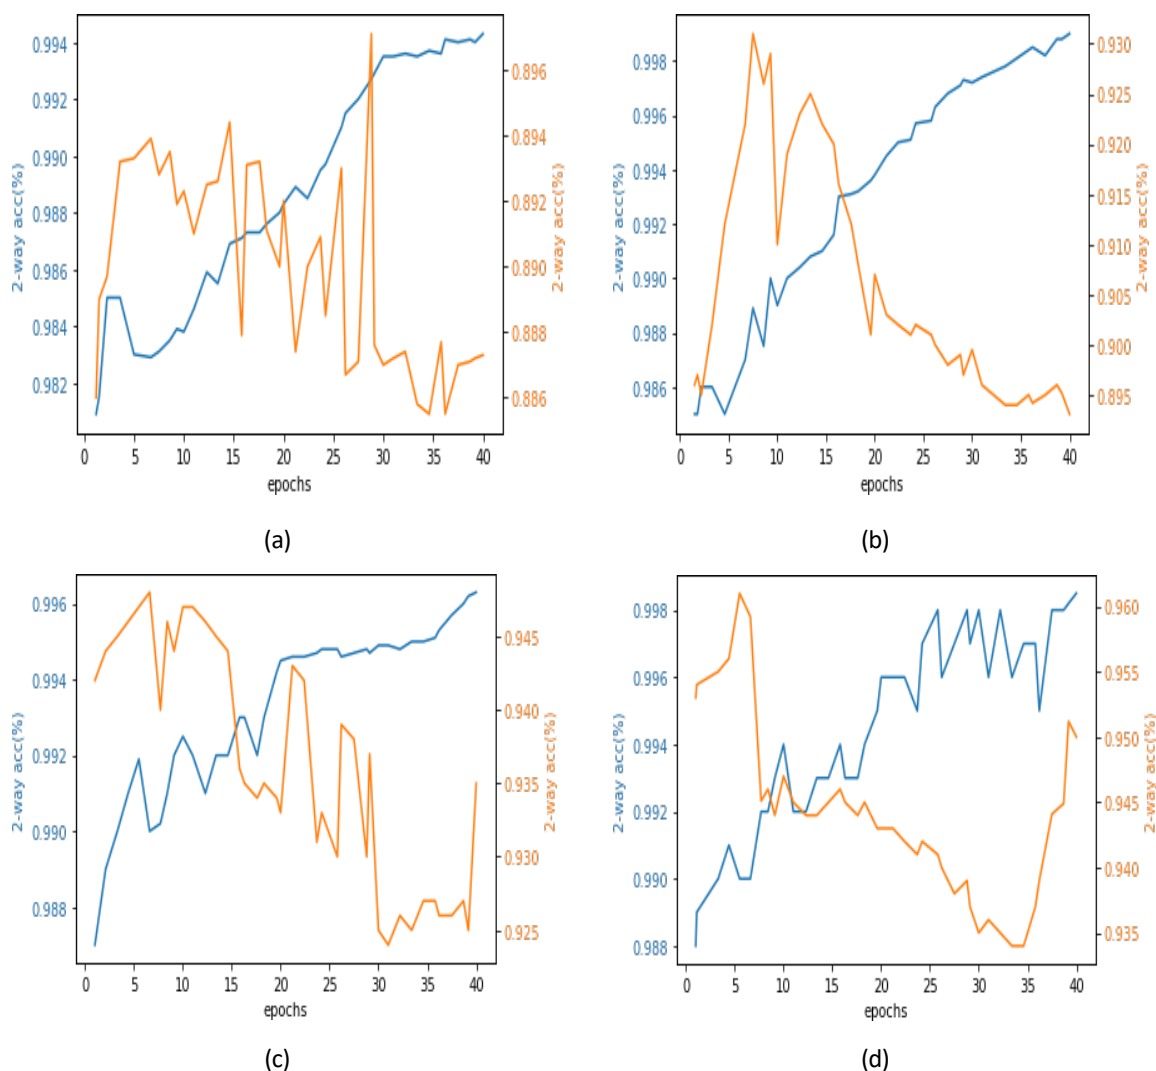 0.994
0.992
0.990
0.988
0.986
0.984
0.982
2-way acc(%)
0.896
0.894
0.892
0.890
0.888
0.886
2-way acc(%)
0 5 10 15 20 25 30 35 40
epochs
(a)
0.998
0.996
0.994
0.992
0.990
0.988
0.986
2-way acc(%)
0.930
0.925
0.920
0.915
0.910
0.905
0.900
0.895
2-way acc(%)
0 5 10 15 20 25 30 35 40
epochs
(b)
0.996
0.994
0.992
0.990
0.988
2-way acc(%)
0.945
0.940
0.935
0.930
0.925
2-way acc(%)
0 5 10 15 20 25 30 35 40
epochs
(c)
0.998
0.996
0.994
0.992
0.990
0.988
2-way acc(%)
0.960
0.955
0.950
0.945
0.940
0.935
2-way acc(%)
0 5 10 15 20 25 30 35 40
epochs
(d)